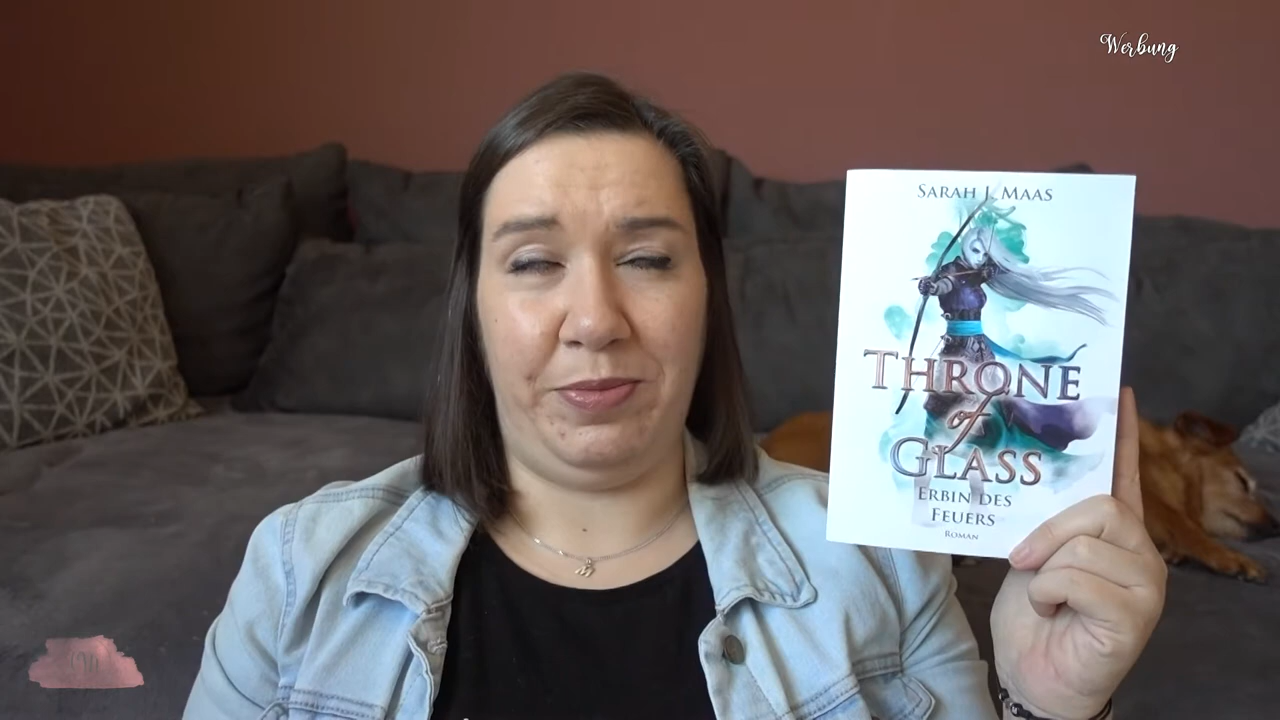 Werbung
SARAH J. MAAS
THRONE
of
GLASS
ERBIN DES
FEUERS
ROMAN
M